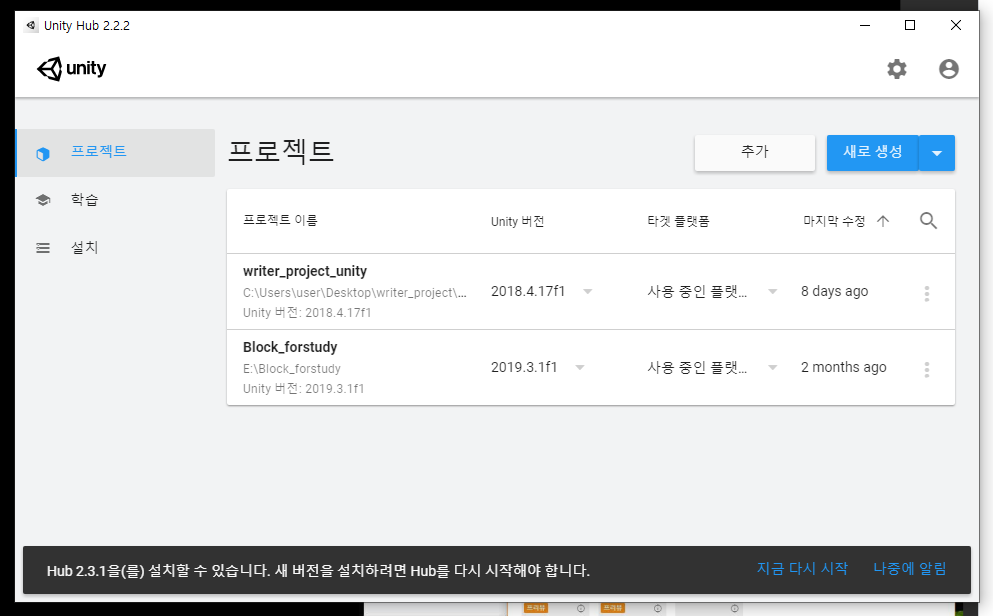 Unity Hub 2.2.2
unity
프로젝트
학습
설치
프로젝트
추가
새로 생성
프로젝트 이름
Unity 버전
타겟 플랫폼
마지막 수정
writer_project_unity
C:\Users\user\Desktop\writer_project\...
Unity 버전: 2018.4.17f1
2018.4.17f1
사용 중인 플랫...
8 days ago
Block_forstudy
E:\Block_forstudy
Unity 버전: 2019.3.1f1
2019.3.1f1
사용 중인 플랫...
2 months ago
Hub 2.3.1을(를) 설치할 수 있습니다. 새 버전을 설치하려면 Hub를 다시 시작해야 합니다.
지금 다시 시작
나중에 알림